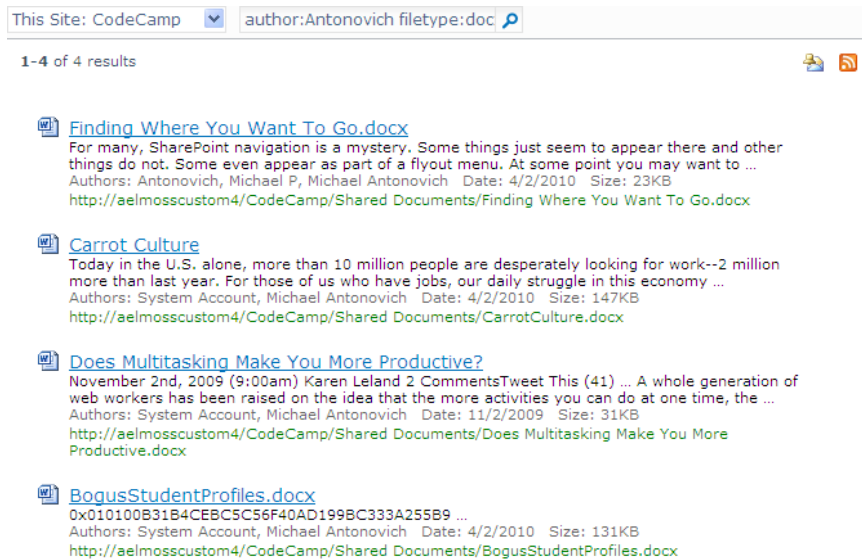 This Site: CodeCamp author:Antonovich filetype:doc
1-4 of 4 results
Finding Where You Want To Go.docx
For many, SharePoint navigation is a mystery. Some things just seem to appear there and other
things do not. Some even appear as part of a flyout menu. At some point you may want to ...
Authors: Antonovich, Michael P, Michael Antonovich Date: 4/2/2010 Size: 23KB
http://aelmosscustom4/CodeCamp/Shared Documents/Finding Where You Want To Go.docx
Carrot Culture
Today in the U.S. alone, more than 10 million people are desperately looking for work--2 million
more than last year. For those of us who have jobs, our daily struggle in this economy ...
Authors: System Account, Michael Antonovich Date: 4/2/2010 Size: 147KB
http://aelmosscustom4/CodeCamp/Shared Documents/CarrotCulture.docx
Does Multitasking Make You More Productive?
November 2nd, 2009 (9:00am) Karen Leland 2 CommentsTweet This (41) ... A whole generation of
web workers has been raised on the idea that the more activities you can do at one time, the ...
Authors: System Account, Michael Antonovich Date: 11/2/2009 Size: 31KB
http://aelmosscustom4/CodeCamp/Shared Documents/Does Multitasking Make You More
Productive.docx
BogusStudentProfiles.docx
0x010100B31B4CEBC5C56F40AD199BC333A255B9 ...
Authors: System Account, Michael Antonovich Date: 4/2/2010 Size: 131KB
http://aelmosscustom4/CodeCamp/Shared Documents/BogusStudentProfiles.docx